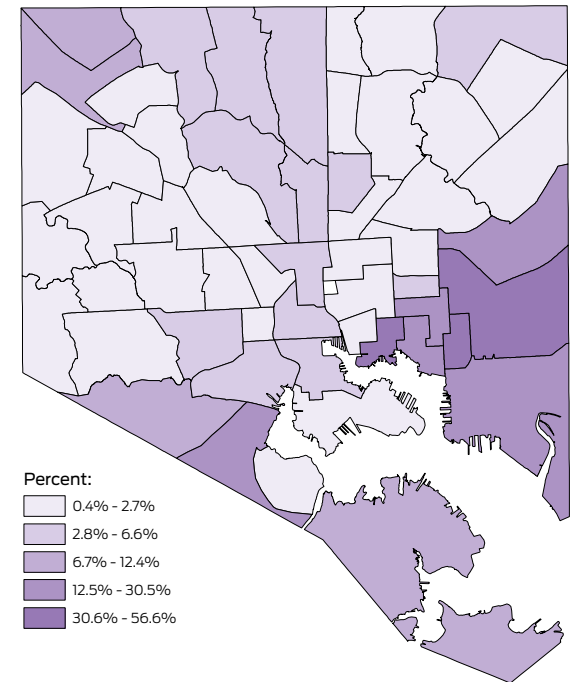 Percent:
0.4% - 2.7%
2.8% - 6.6%
6.7% - 12.4%
12.5% - 30.5%
30.6% - 56.6%